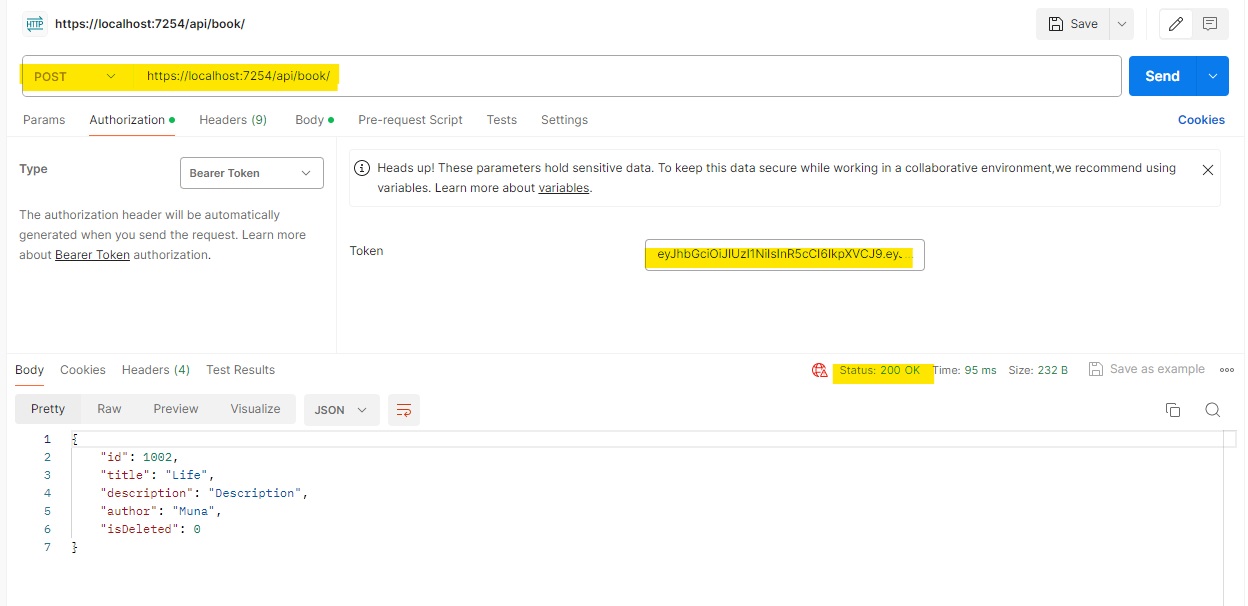 HTTP https://localhost:7254/api/book/
Save
POST https://localhost:7254/api/book/
Send
Params Authorization Headers (9) Body Pre-request Script Tests Settings Cookies
Type Bearer Token
The authorization header will be automatically
generated when you send the request. Learn more
about Bearer Token authorization.
Heads up! These parameters hold sensitive data. To keep this data secure while working in a collaborative environment,we recommend using
variables. Learn more about variables.
Token eyJhbGciOiJIUzI1NiIsInR5cCI6IkpXVCJ9.eyJ...
Body Cookies Headers (4) Test Results Status: 200 OK Time: 95 ms Size: 232 B Save as example
Pretty Raw Preview Visualize JSON
1 {
2 "id": 1002,
3 "title": "Life",
4 "description": "Description",
5 "author": "Muna",
6 "isDeleted": 0
7 }